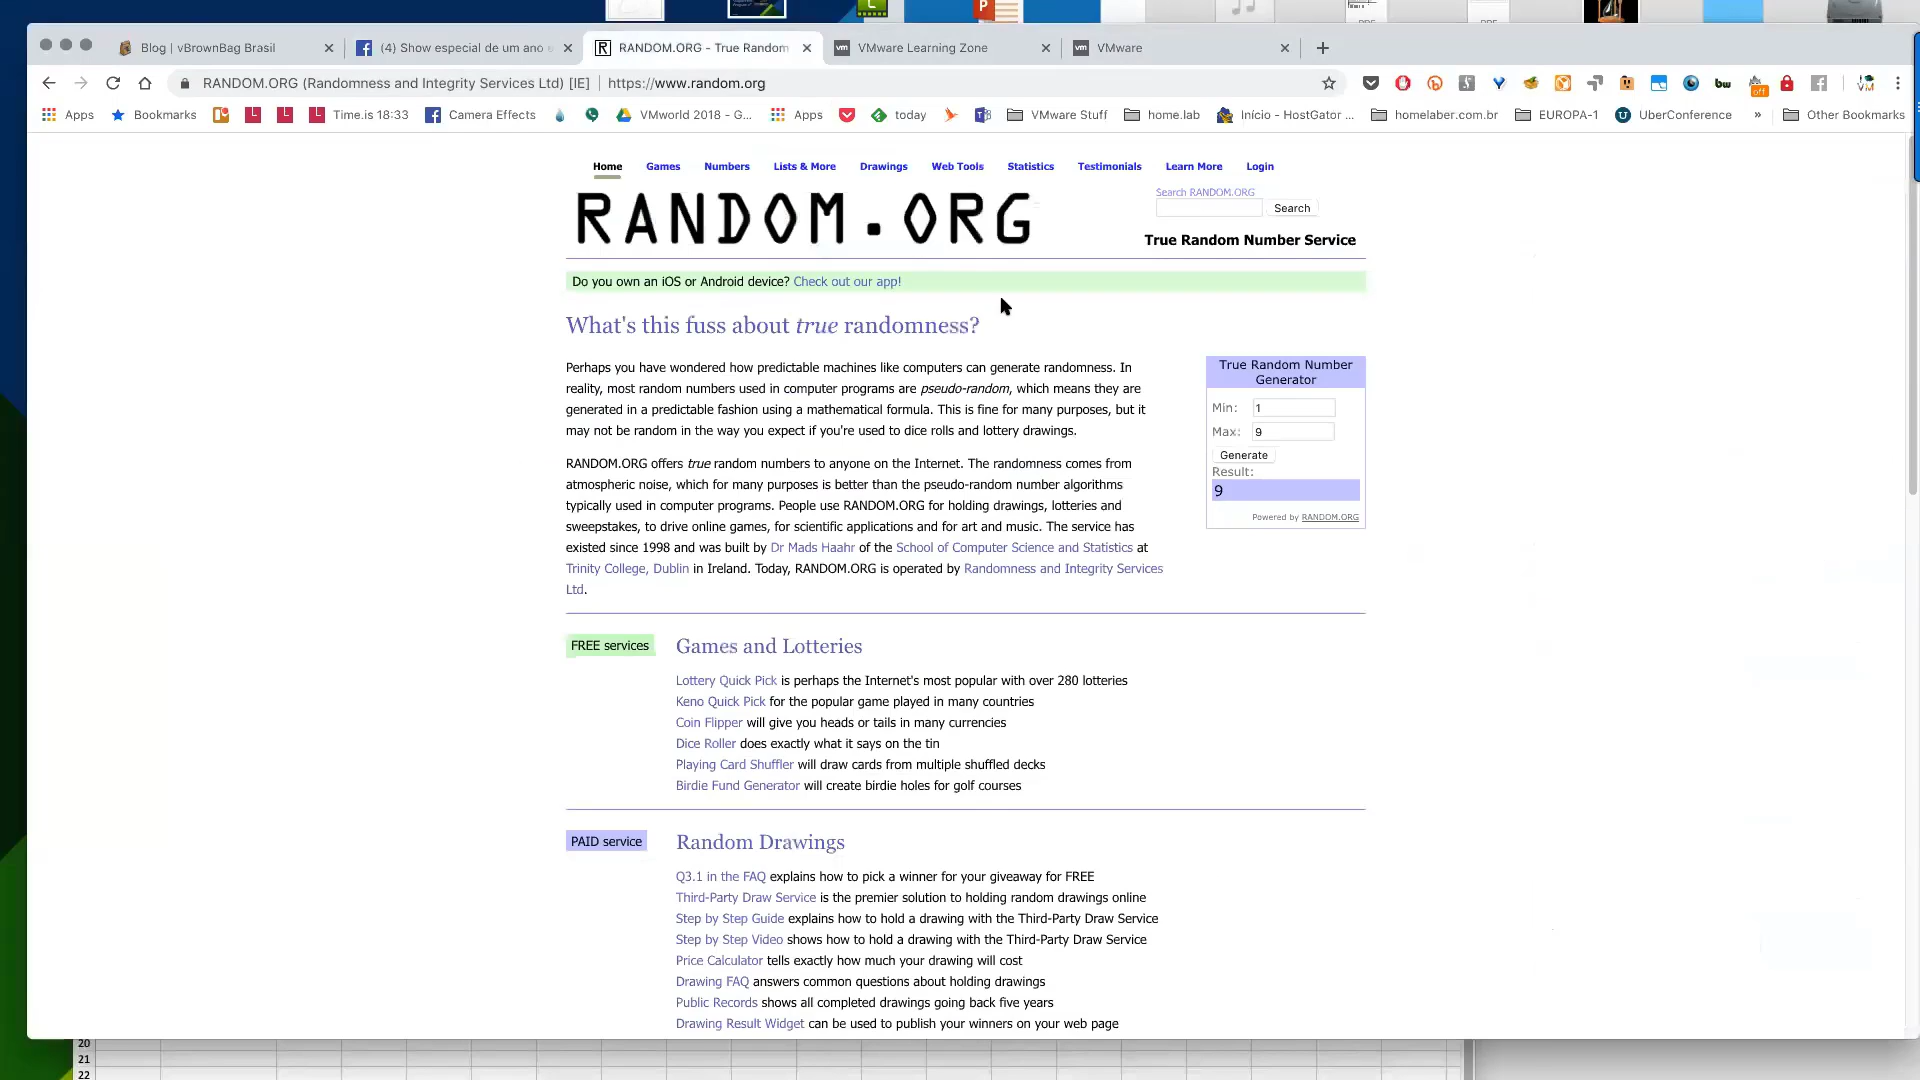 Blog | vBrownBag Brasil
(4) Show especial de um ano
RANDOM.ORG - True Random
VMware Learning Zone
VMware
RANDOM.ORG (Randomness and Integrity Services Ltd) [IE] | https://www.random.org
Apps
Bookmarks
Time.is 18:33
Camera Effects
VMworld 2018 - G...
Apps
today
VMware Stuff
home.lab
Início - HostGator ...
homelaber.com.br
EUROPA-1
UberConference
»
Other Bookmarks
Home Games Numbers Lists & More Drawings Web Tools Statistics Testimonials Learn More Login
RANDOM.ORG
Search RANDOM.ORG
Search
True Random Number Service
Do you own an iOS or Android device? Check out our app!
What's this fuss about true randomness?
Perhaps you have wondered how predictable machines like computers can generate randomness. In
reality, most random numbers used in computer programs are pseudo-random, which means they are
generated in a predictable fashion using a mathematical formula. This is fine for many purposes, but it
may not be random in the way you expect if you're used to dice rolls and lottery drawings.
RANDOM.ORG offers true random numbers to anyone on the Internet. The randomness comes from
atmospheric noise, which for many purposes is better than the pseudo-random number algorithms
typically used in computer programs. People use RANDOM.ORG for holding drawings, lotteries and
sweepstakes, to drive online games, for scientific applications and for art and music. The service has
existed since 1998 and was built by Dr Mads Haahr of the School of Computer Science and Statistics at
Trinity College, Dublin in Ireland. Today, RANDOM.ORG is operated by Randomness and Integrity Services
Ltd.
True Random Number
Generator
Min: 1
Max: 9
Generate
Result:
9
Powered by RANDOM.ORG
FREE services
Games and Lotteries
Lottery Quick Pick is perhaps the Internet's most popular with over 280 lotteries
Keno Quick Pick for the popular game played in many countries
Coin Flipper will give you heads or tails in many currencies
Dice Roller does exactly what it says on the tin
Playing Card Shuffler will draw cards from multiple shuffled decks
Birdie Fund Generator will create birdie holes for golf courses
PAID service
Random Drawings
Q3.1 in the FAQ explains how to pick a winner for your giveaway for FREE
Third-Party Draw Service is the premier solution to holding random drawings online
Step by Step Guide explains how to hold a drawing with the Third-Party Draw Service
Step by Step Video shows how to hold a drawing with the Third-Party Draw Service
Price Calculator tells exactly how much your drawing will cost
Drawing FAQ answers common questions about holding drawings
Public Records shows all completed drawings going back five years
Drawing Result Widget can be used to publish your winners on your web page
20
21
22